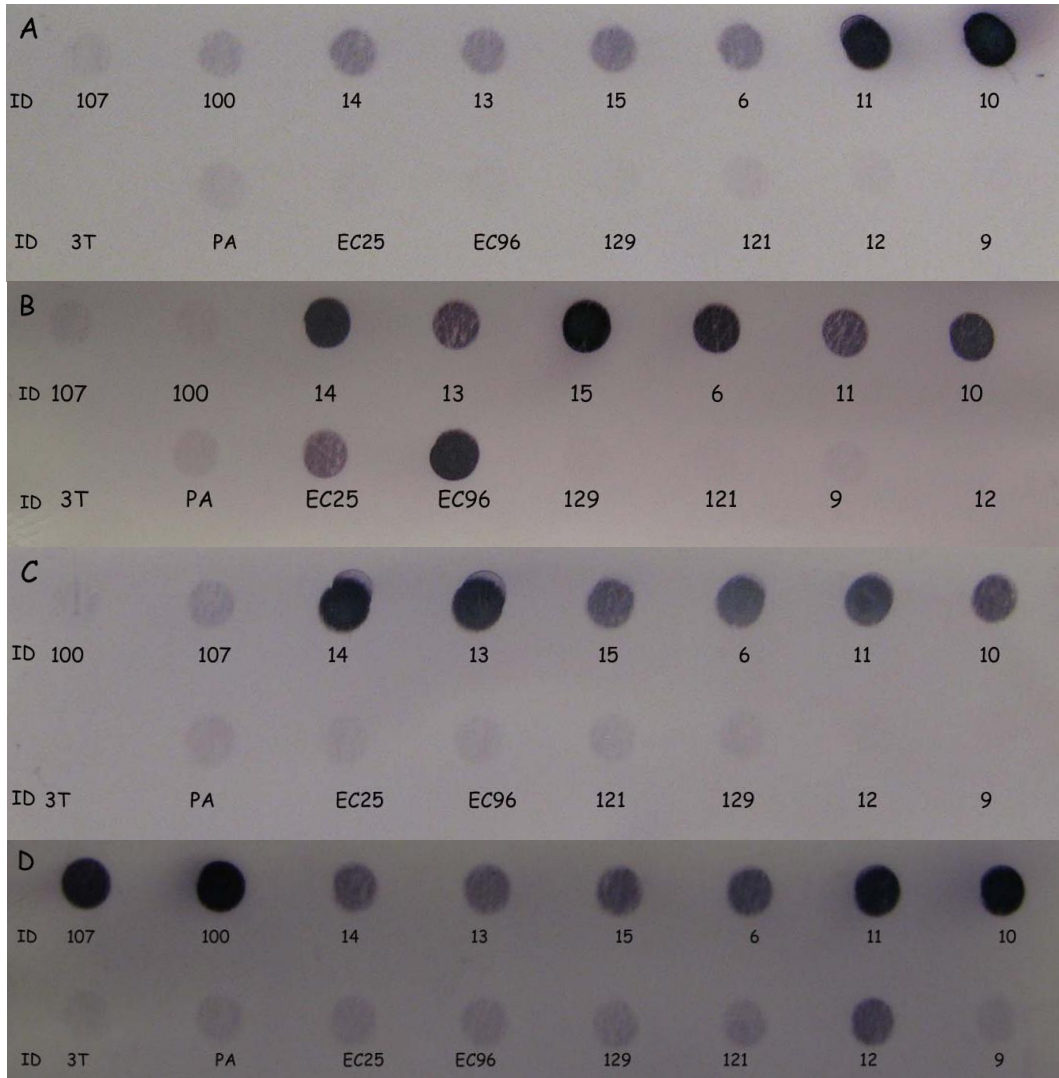 A
ID 107 100 14 13 15 6 11 10
ID 3T PA EC25 EC96 129 121 12 9
B
ID 107 100 14 13 15 6 11 10
ID 3T PA EC25 EC96 129 121 9 12
C
ID 100 107 14 13 15 6 11 10
ID 3T PA EC25 EC96 121 129 12 9
D
ID 107 100 14 13 15 6 11 10
ID 3T PA EC25 EC96 129 121 12 9